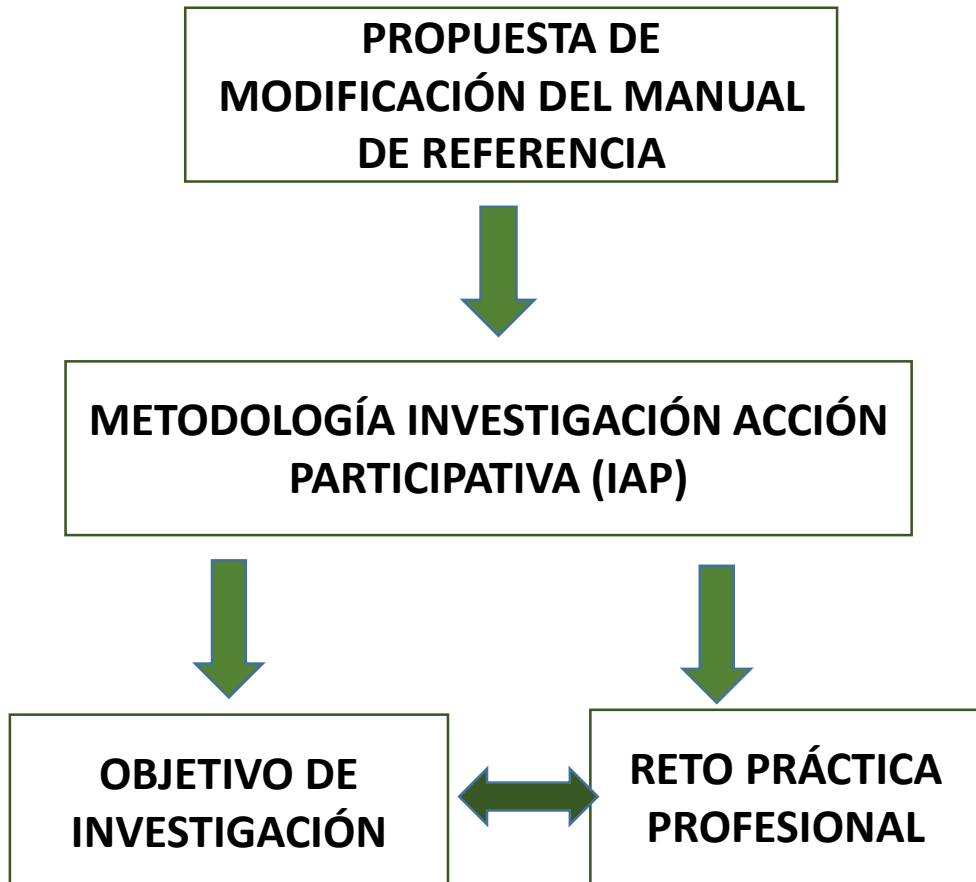 PROPUESTA DE
MODIFICACIÓN DEL MANUAL
DE REFERENCIA
METODOLOGÍA INVESTIGACIÓN ACCIÓN
PARTICIPATIVA (IAP)
OBJETIVO DE
INVESTIGACIÓN
RETO PRÁCTICA
PROFESIONAL